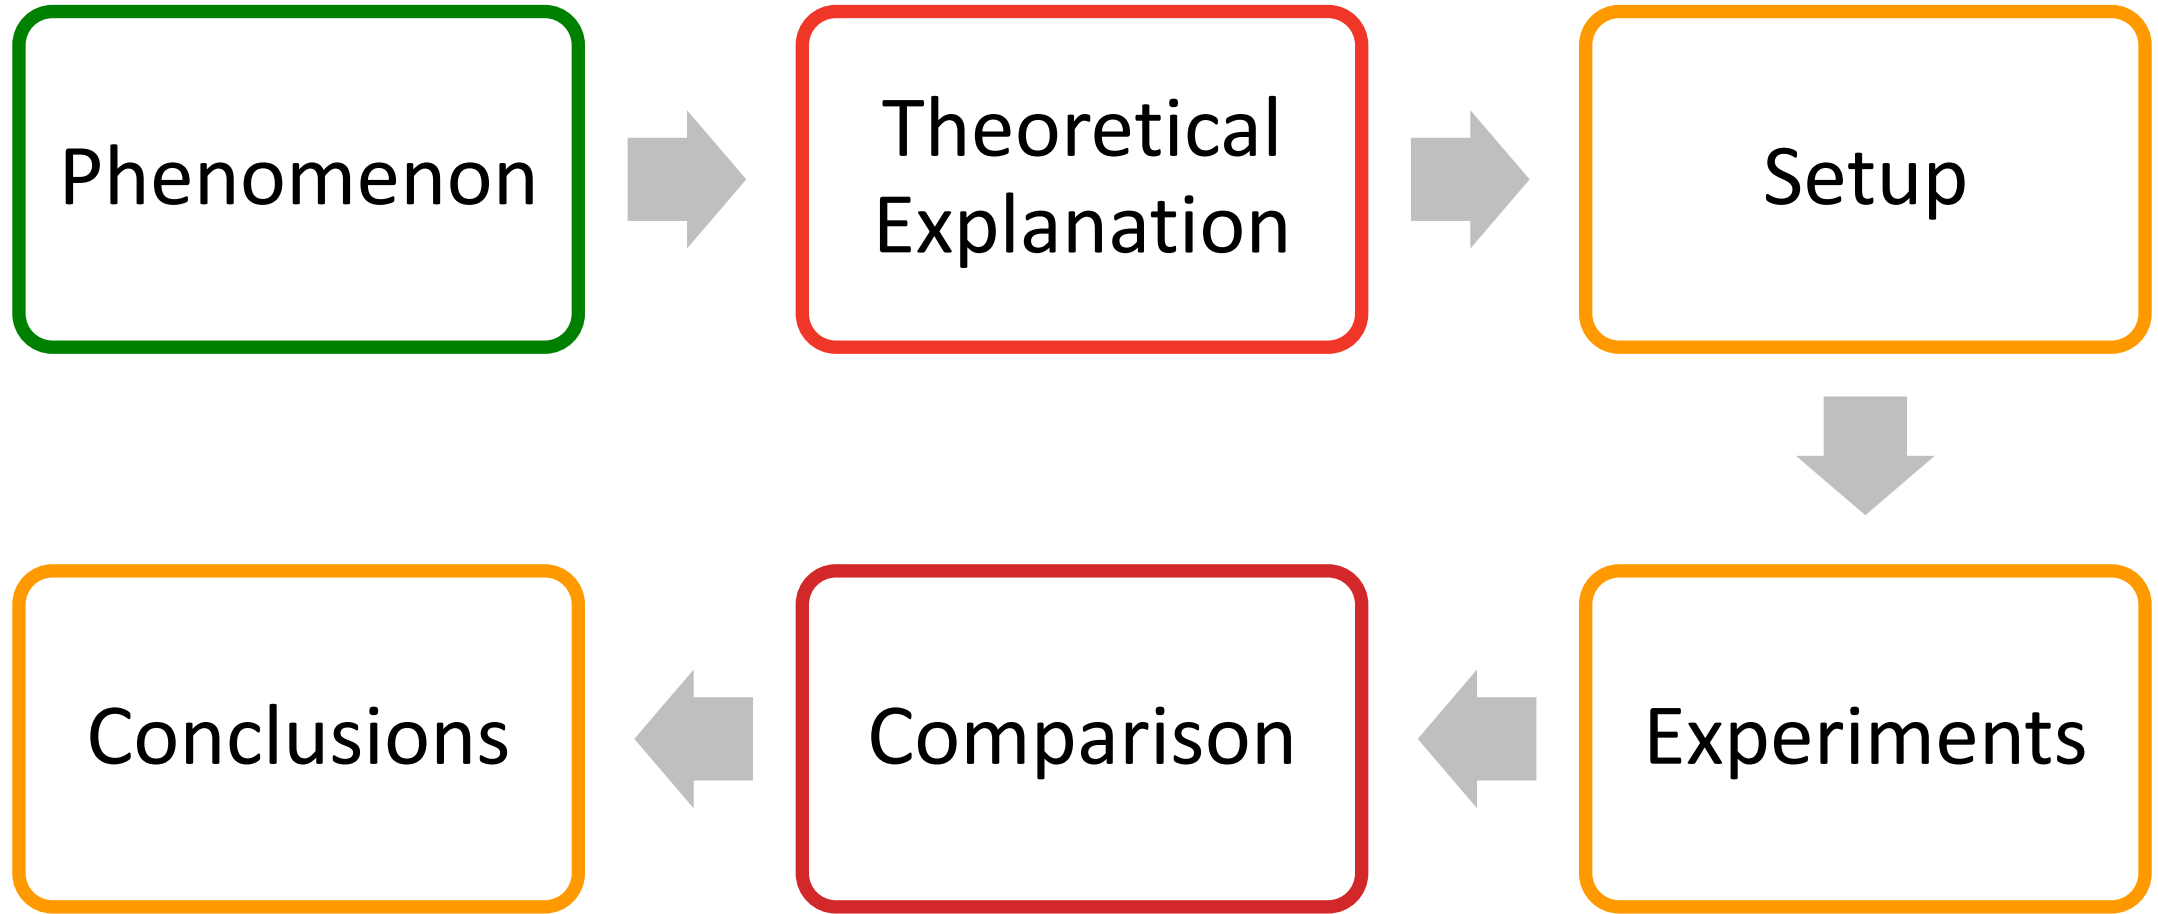 Phenomenon
Theoretical
Explanation
Setup
Experiments
Comparison
Conclusions